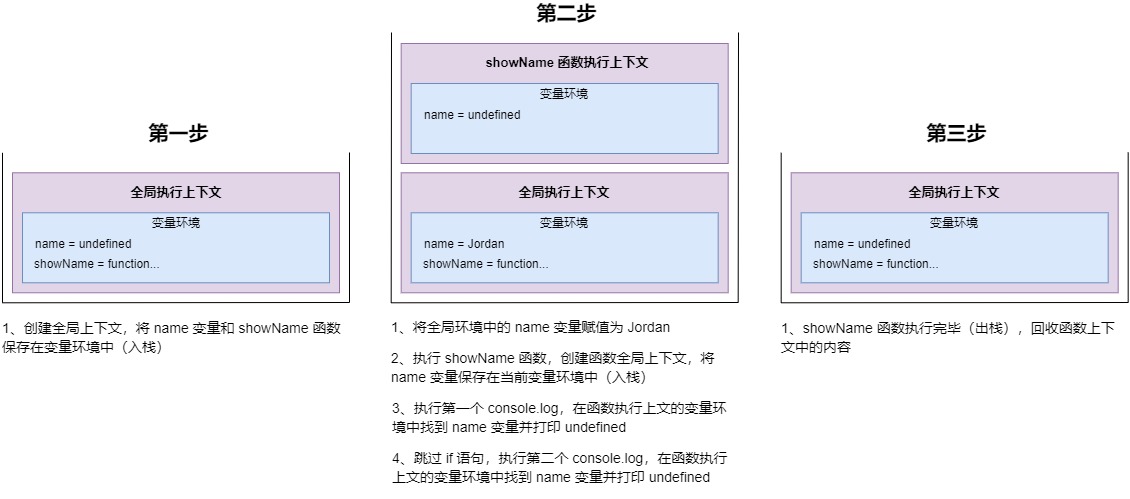 第一步
全局执行上下文
变量环境
name = undefined
showName = function...
1、创建全局上下文，将 name 变量和 showName 函数
保存在变量环境中（入栈）
第二步
showName 函数执行上下文
变量环境
name = undefined
全局执行上下文
变量环境
name = Jordan
showName = function...
1、将全局环境中的 name 变量赋值为 Jordan
2、执行 showName 函数，创建函数全局上下文，将
name 变量保存在当前变量环境中（入栈）
3、执行第一个 console.log，在函数执行上文的变量环
境中找到 name 变量并打印 undefined
4、跳过 if 语句，执行第二个 console.log，在函数执行
上文的变量环境中找到 name 变量并打印 undefined
第三步
全局执行上下文
变量环境
name = undefined
showName = function...
1、showName 函数执行完毕（出栈），回收函数上下
文中的内容